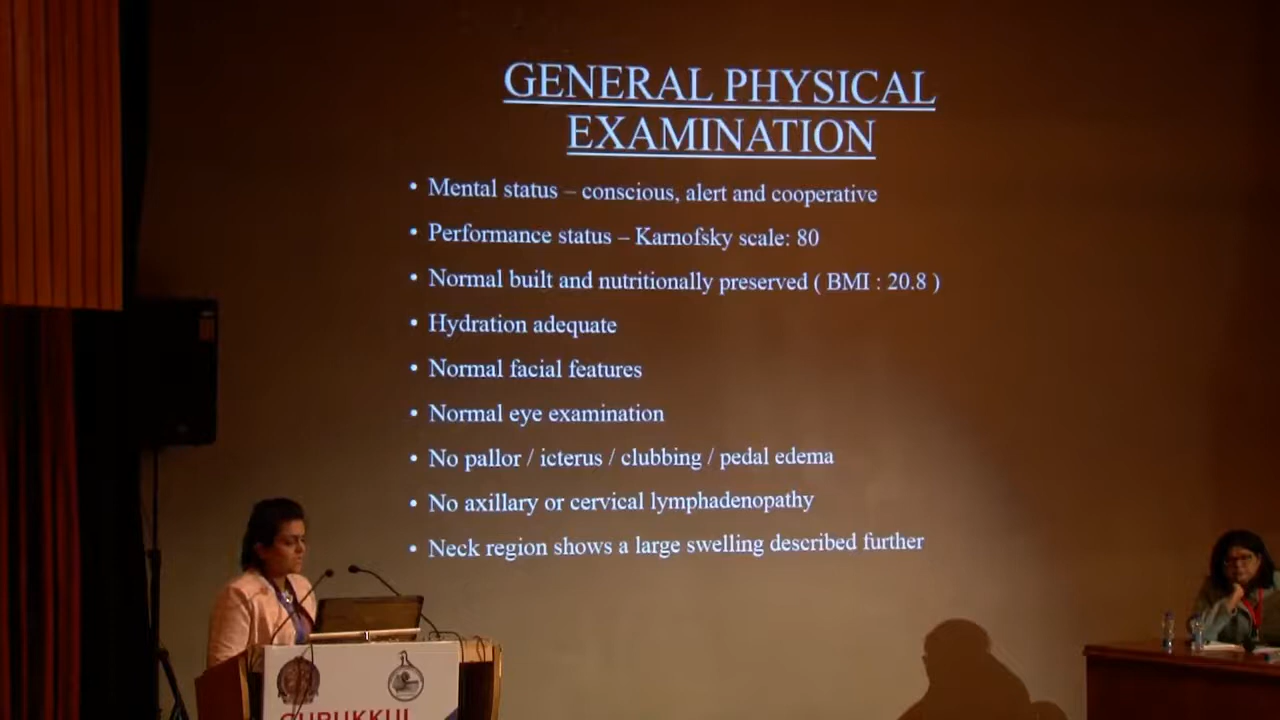 GENERAL PHYSICAL
EXAMINATION
• Mental status – conscious, alert and cooperative
• Performance status – Karnofsky scale: 80
• Normal built and nutritionally preserved ( BMI : 20.8 )
• Hydration adequate
• Normal facial features
• Normal eye examination
• No pallor / icterus / clubbing / pedal edema
• No axillary or cervical lymphadenopathy
• Neck region shows a large swelling described further
GURUKKUL